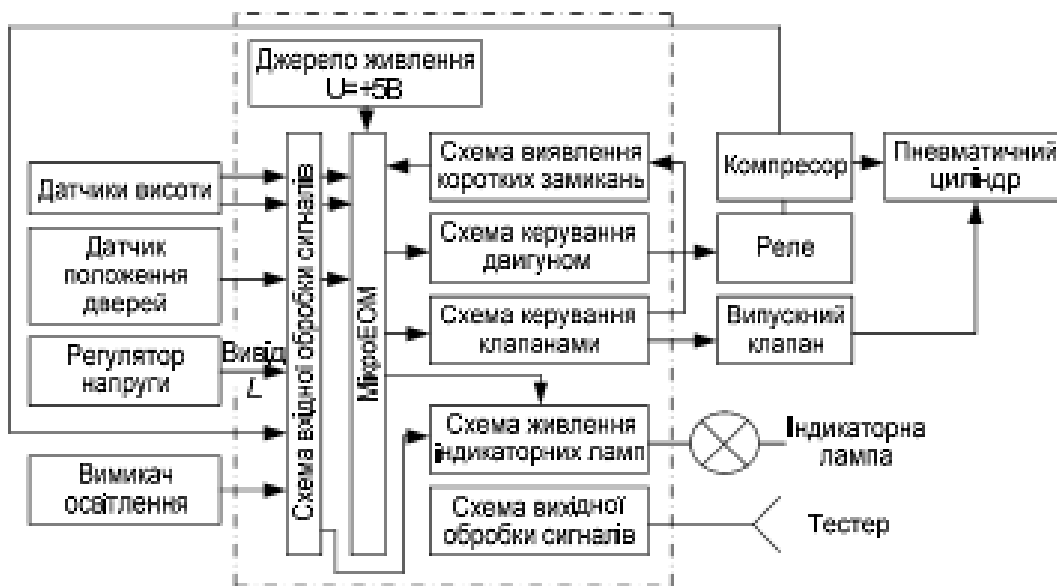 Джерело живлення
U=+5В
Датчики висоти
Датчик
положення
дверей
Регулятор
напруги
Вивід
L
Вимикач
освітлення
Схема вхідної обробки сигналів
МікроЕОМ
Схема виявлення
коротких замикань
Схема керування
двигуном
Схема керування
клапанами
Схема живлення
індикаторних ламп
Схема вихідної
обробки сигналів
Компресор
Реле
Випускний
клапан
Пневматичний
циліндр
Індикаторна
лампа
Тестер